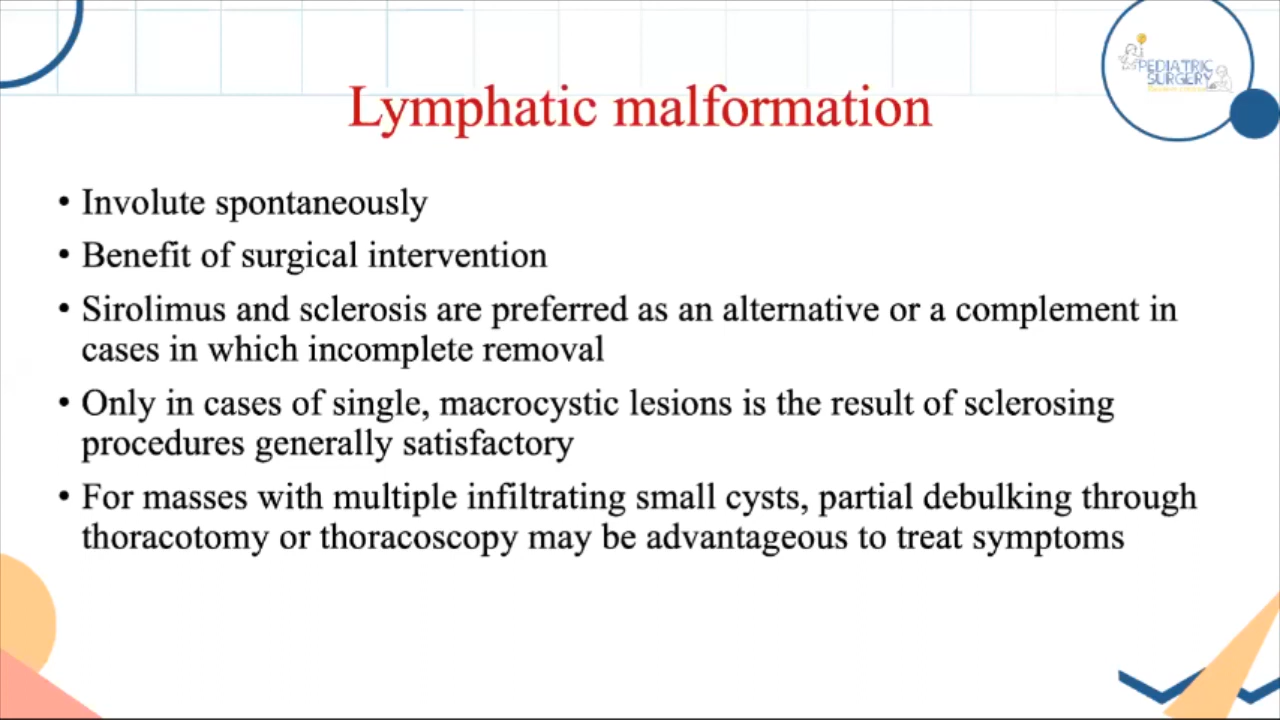 PEDIATRIC
SURGERY
Lymphatic malformation
• Involute spontaneously
• Benefit of surgical intervention
• Sirolimus and sclerosis are preferred as an alternative or a complement in
cases in which incomplete removal
• Only in cases of single, macrocystic lesions is the result of sclerosing
procedures generally satisfactory
• For masses with multiple infiltrating small cysts, partial debulking through
thoracotomy or thoracoscopy may be advantageous to treat symptoms